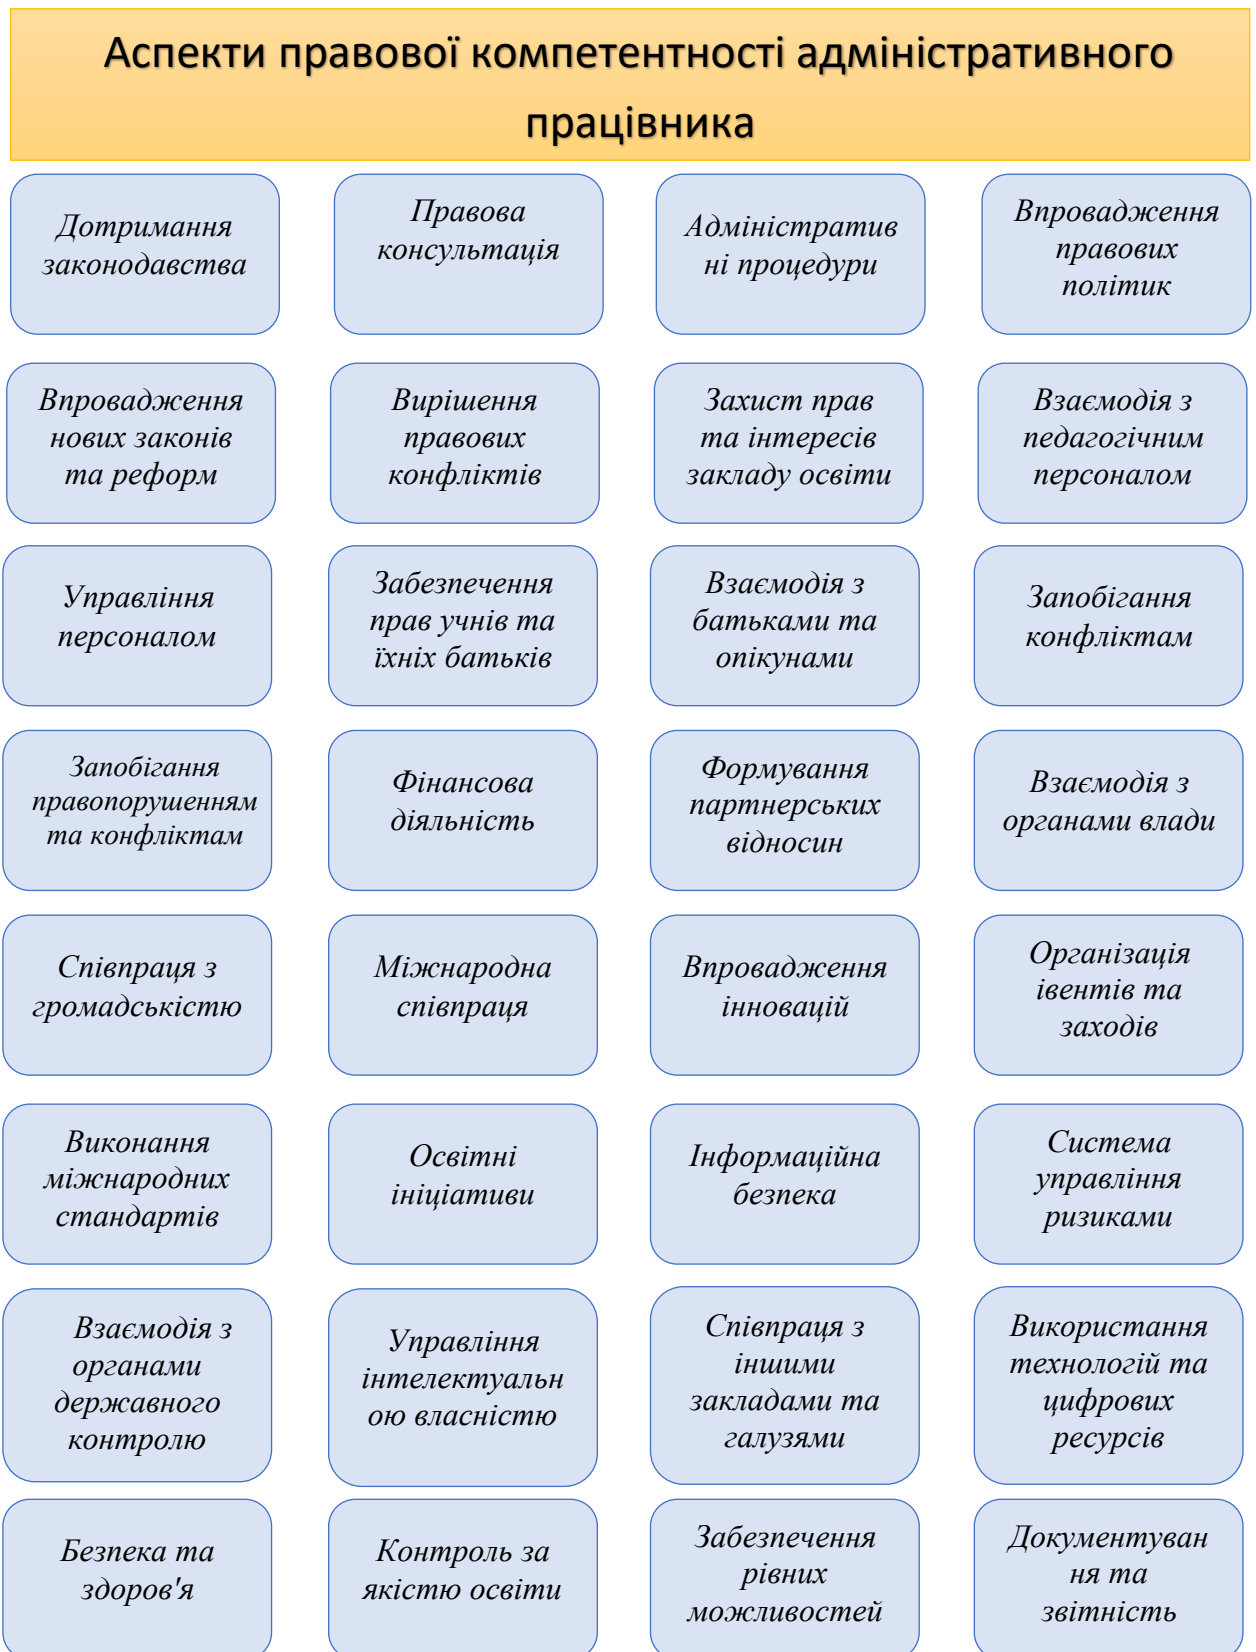 Аспекти правової компетентності адміністративного
працівника
Дотримання
законодавства
Правова
консультація
Адміністратив
ні процедури
Впровадження
правових
політик
Впровадження
нових законів
та реформ
Вирішення
правових
конфліктів
Захист прав
та інтересів
закладу освіти
Взаємодія з
педагогічним
персоналом
Управління
персоналом
Забезпечення
прав учнів та
їхніх батьків
Взаємодія з
батьками та
опікунами
Запобігання
конфліктам
Запобігання
правопорушенням
та конфліктам
Фінансова
діяльність
Формування
партнерських
відносин
Взаємодія з
органами влади
Співпраця з
громадськістю
Міжнародна
співпраця
Впровадження
інновацій
Організація
івентів та
заходів
Виконання
міжнародних
стандартів
Освітні
ініціативи
Інформаційна
безпека
Система
управління
ризиками
Взаємодія з
органами
державного
контролю
Управління
інтелектуальн
ою власністю
Співпраця з
іншими
закладами та
галузями
Використання
технологій та
цифрових
ресурсів
Безпека та
здоров'я
Контроль за
якістю освіти
Забезпечення
рівних
можливостей
Документуван
ня та
звітність